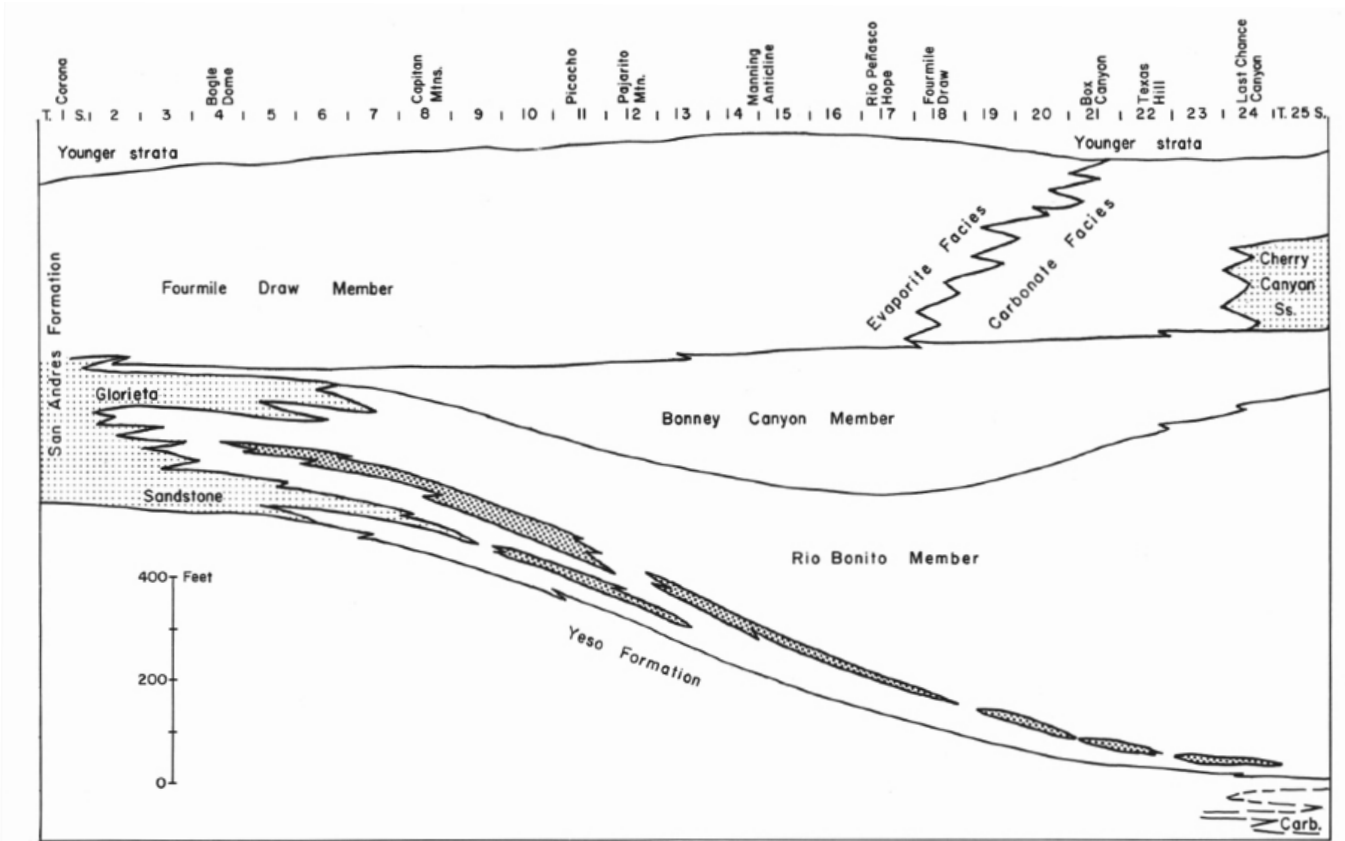 Corona
Bogle
Dome
Capitan
Mtns.
Picacho
Pajarito
Mtn.
Manning
Anticline
Rio Peñasco
Hope
Fourmile
Draw
Box
Canyon
Texas
Hill
Last Chance
Canyon
T. 1 S. 2 3 4 5 6 7 8 9 10 11 12 13 14 15 16 17 18 19 20 21 22 23 24 T. 25 S.
Younger strata
Younger strata
San Andres Formation
Fourmile Draw Member
Evaporite Facies
Carbonate Facies
Cherry
Canyon
Ss.
Glorieta
Bonney Canyon Member
Sandstone
Rio Bonito Member
400 Feet
Yeso Formation
200
0
Carb.